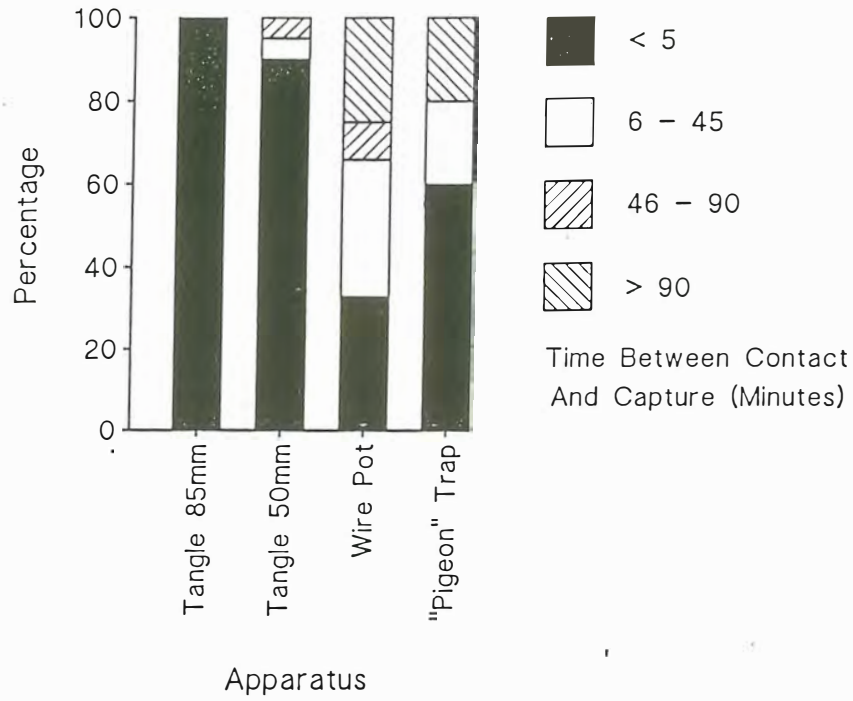 Percentage
100
80
60
40
20
0
Tangle 85mm
Tangle 50mm
Wire Pot
"Pigeon" Trap
Apparatus
< 5
6 - 45
46 - 90
> 90
Time Between Contact
And Capture (Minutes)